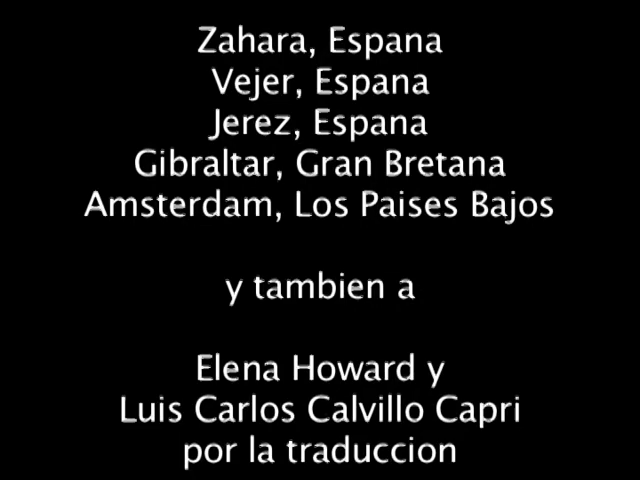 Zahara, Espana
Vejer, Espana
Jerez, Espana
Gibraltar, Gran Bretana
Amsterdam, Los Paises Bajos
y tambien a
Elena Howard y
Luis Carlos Calvillo Capri
por la traduccion